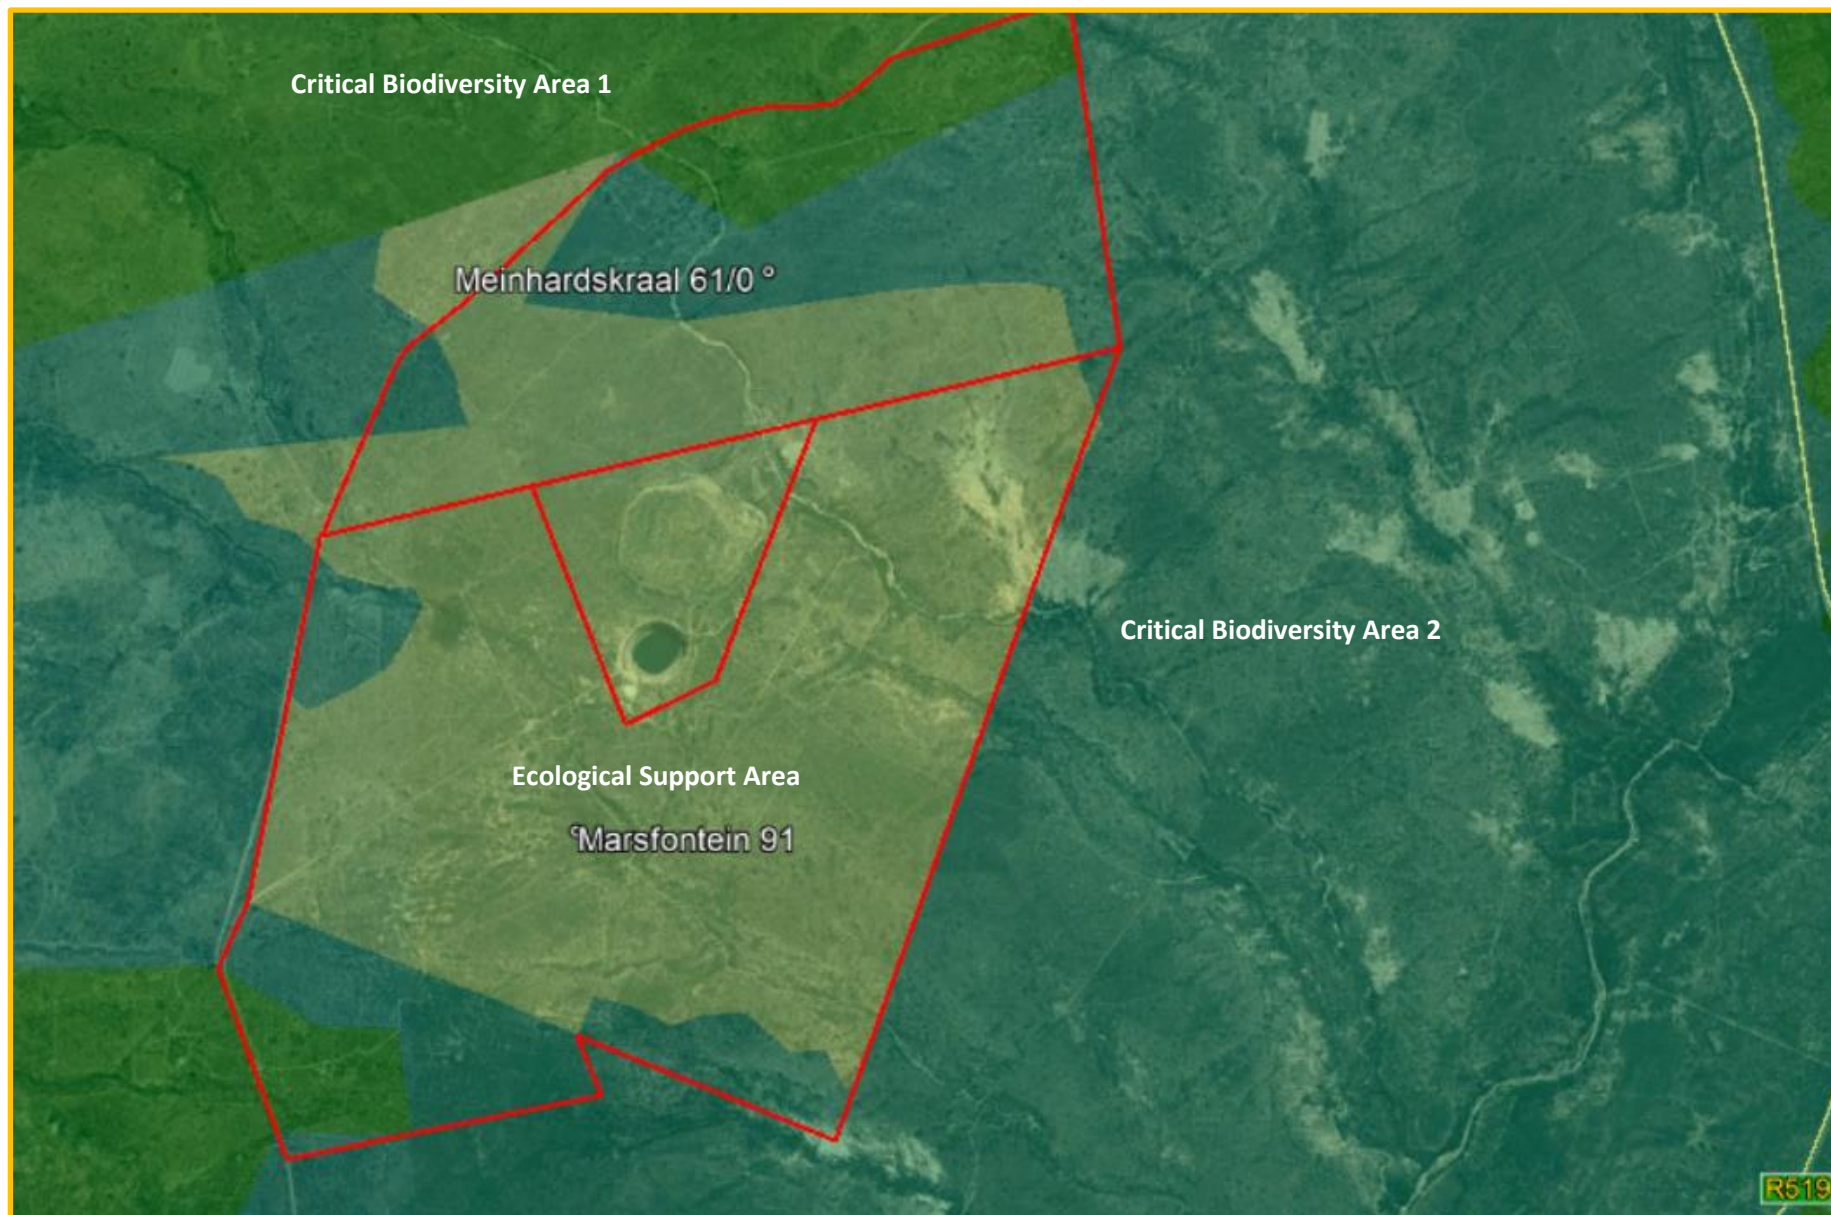 Critical Biodiversity Area 1
Meinhardskraal 61/0 °
Critical Biodiversity Area 2
Ecological Support Area
°Marsfontein 91
R519